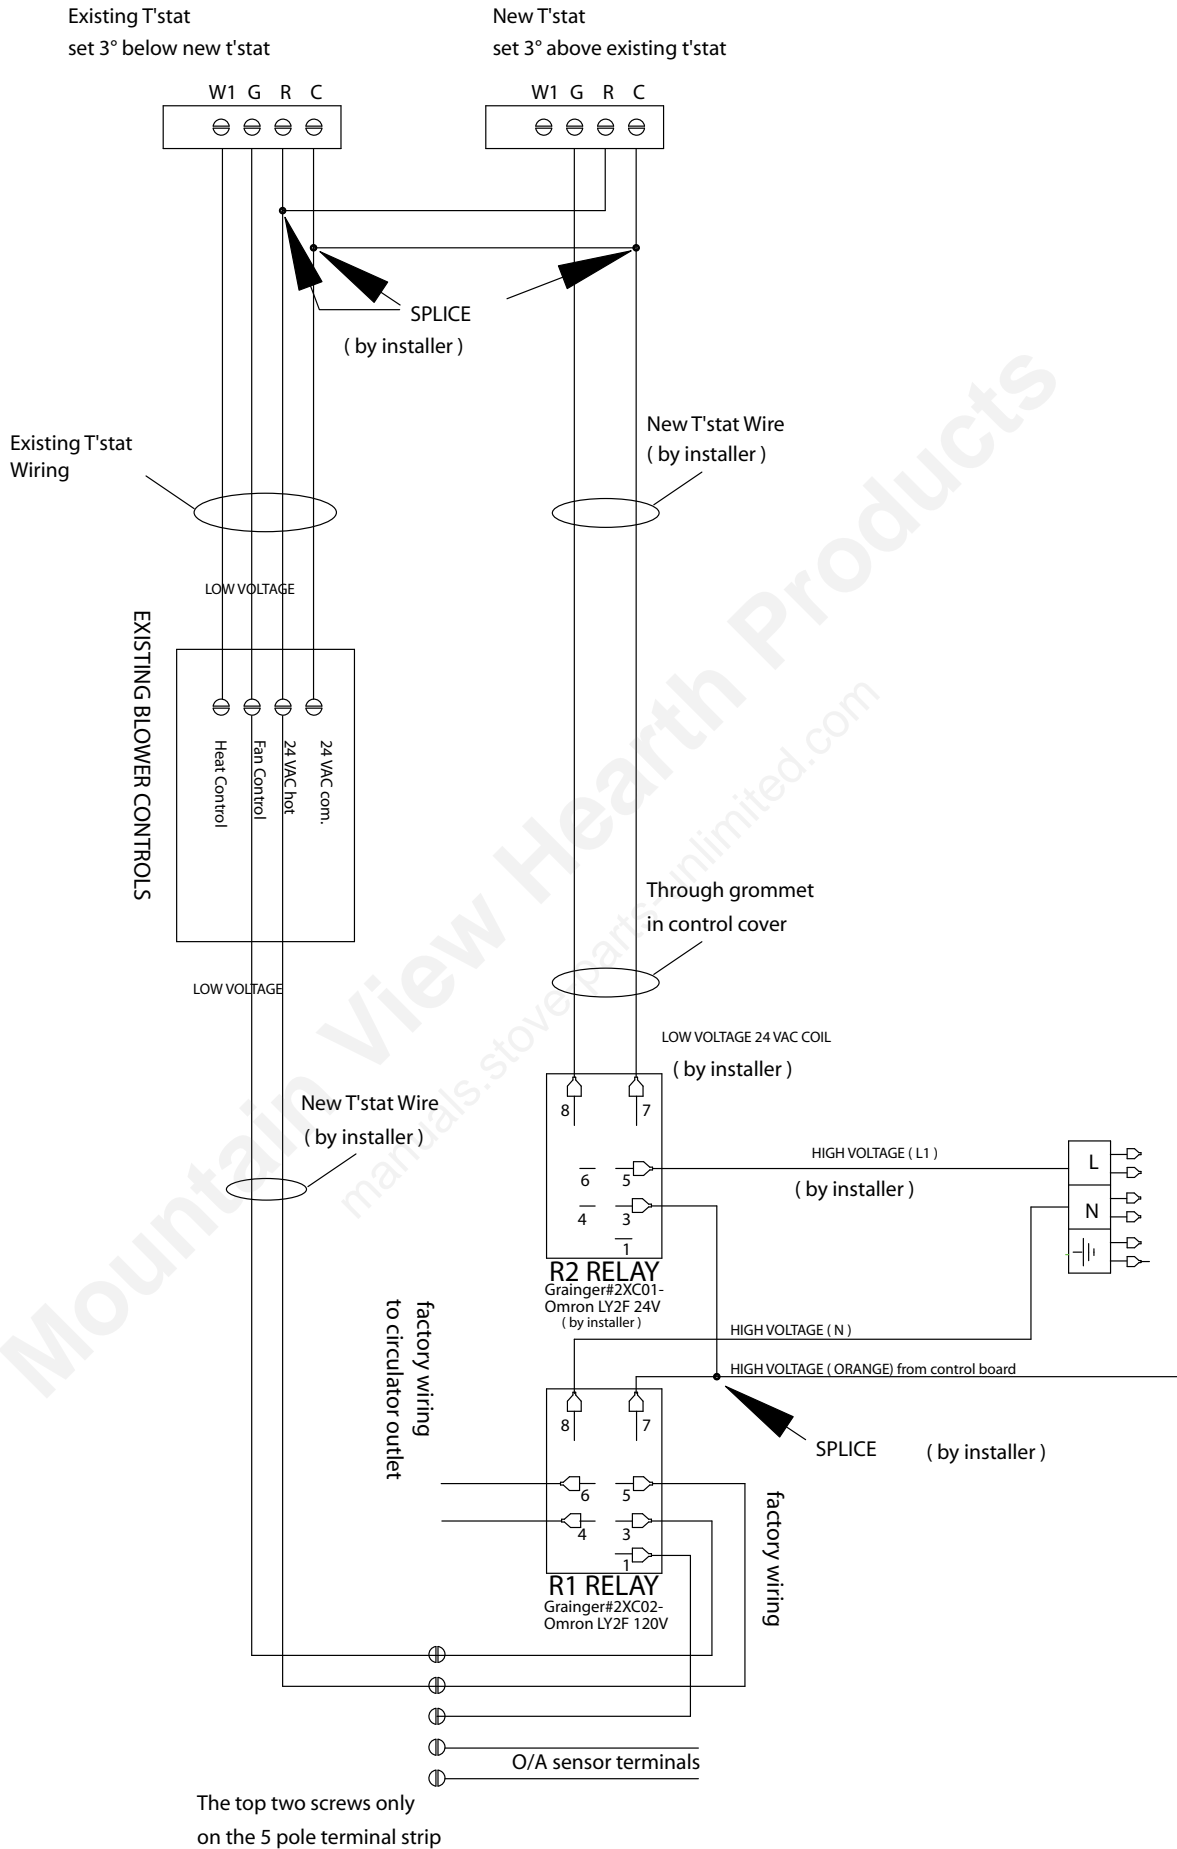 Existing T'stat
set 3° below new t'stat
New T'stat
set 3° above existing t'stat
W1 G R C
W1 G R C
SPLICE
( by installer )
Existing T'stat
Wiring
New T'stat Wire
( by installer )
LOW VOLTAGE
EXISTING BLOWER CONTROLS
Heat Control
Fan Control
24 VAC hot
24 VAC com.
Through grommet
in control cover
LOW VOLTAGE
LOW VOLTAGE 24 VAC COIL
( by installer )
New T'stat Wire
( by installer )
8
7
6
5
4
3
1
HIGH VOLTAGE ( L1 )
( by installer )
L
N
R2 RELAY
Grainger#2XC01-
Omron LY2F 24V
( by installer )
factory wiring
to circulator outlet
HIGH VOLTAGE ( N )
HIGH VOLTAGE ( ORANGE) from control board
8
7
SPLICE
( by installer )
6
5
4
3
1
factory wiring
R1 RELAY
Grainger#2XC02-
Omron LY2F 120V
O/A sensor terminals
The top two screws only
on the 5 pole terminal strip
Mountain View Hearth Products
manuals.stove-parts-unlimited.com